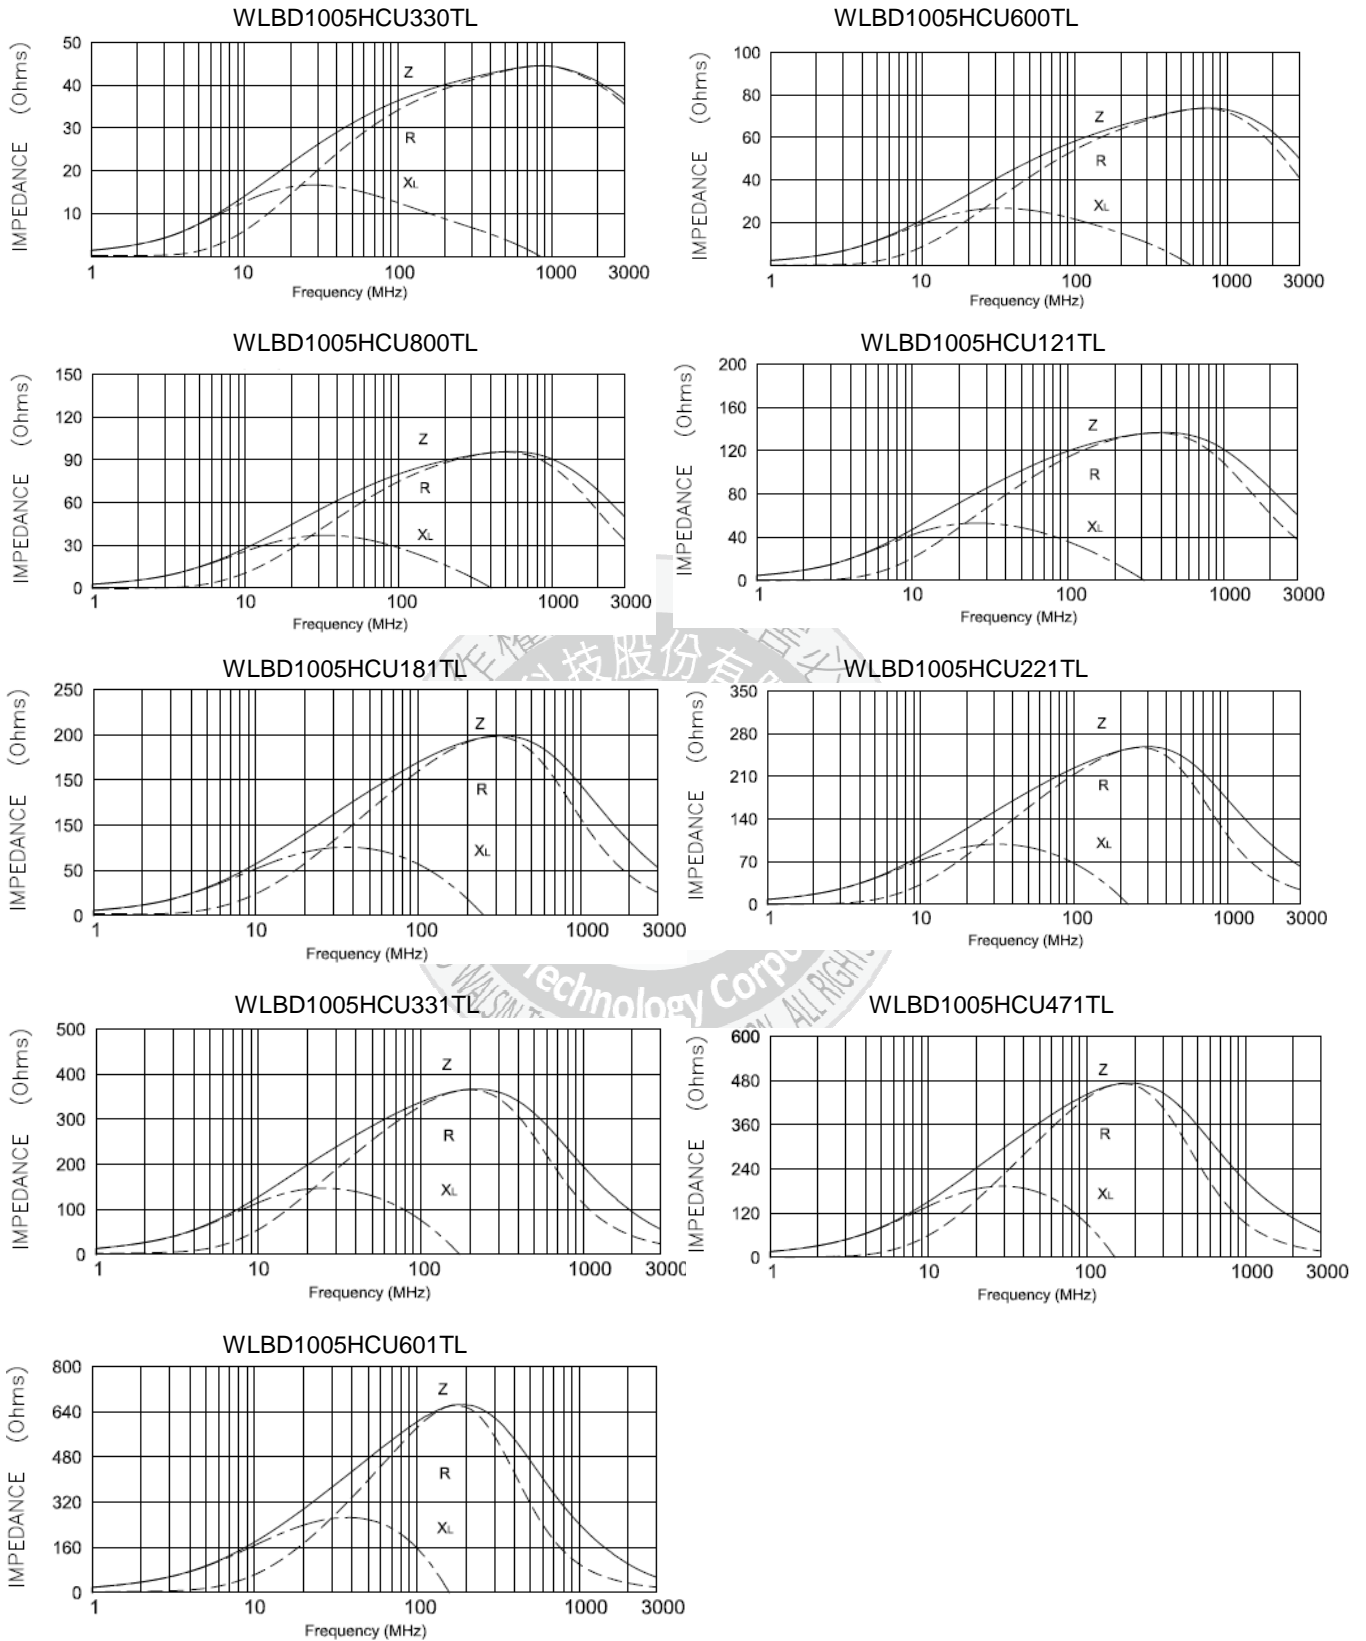 WLBD1005HCU330TL
IMPEDANCE (Ohms)
50
40
30
20
10
Z
R
XL
1 10 100 1000 3000
Frequency (MHz)
WLBD1005HCU600TL
IMPEDANCE (Ohms)
100
80
60
40
20
Z
R
XL
1 10 100 1000 3000
Frequency (MHz)
WLBD1005HCU800TL
IMPEDANCE (Ohms)
150
120
90
60
30
0
Z
R
XL
1 10 100 1000 3000
Frequency (MHz)
WLBD1005HCU121TL
IMPEDANCE (Ohms)
200
160
120
80
40
0
Z
R
XL
1 10 100 1000 3000
Frequency (MHz)
科技股份有
WLBD1005HCU181TL
IMPEDANCE (Ohms)
250
200
150
150
50
0
Z
R
XL
1 10 100 1000 3000
Frequency (MHz)
WLBD1005HCU221TL
IMPEDANCE (Ohms)
350
280
210
140
70
0
Z
R
XL
1 10 100 1000 3000
Frequency (MHz)
Technology Corpo
WALSIN ALL RIGH
WLBD1005HCU331TL
IMPEDANCE (Ohms)
500
400
300
200
100
0
Z
R
XL
1 10 100 1000 3000
Frequency (MHz)
WLBD1005HCU471TL
IMPEDANCE (Ohms)
600
480
360
240
120
0
Z
R
XL
1 10 100 1000 3000
Frequency (MHz)
WLBD1005HCU601TL
IMPEDANCE (Ohms)
800
640
480
320
160
0
Z
R
XL
1 10 100 1000 3000
Frequency (MHz)